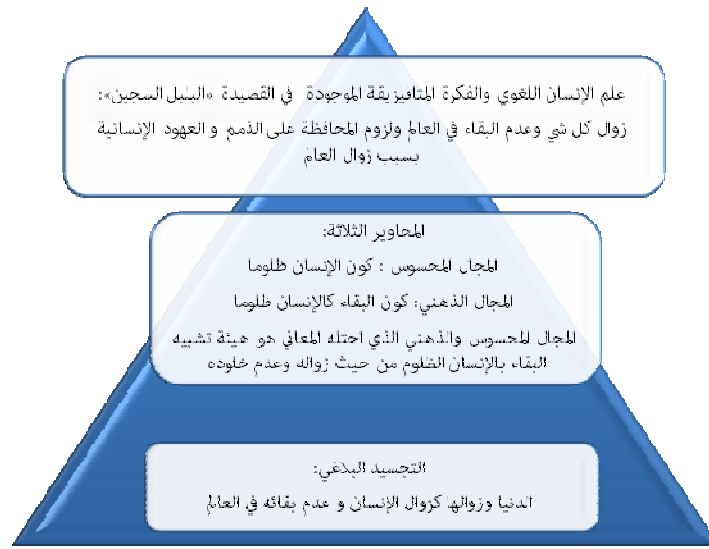 علم الإنسان اللغوي والفكرة المتافيزيقة الموجودة في القصيدة «البلبل السجين»:
زوال كل شي وعدم البقاء في العالم ولزوم المحافظة على الذمم و العهود الإنسانية
بسبب زوال العالم
المحاوير الثلاثة:
المجال المحسوس : كون الإنسان ظلوما
المجال الذهني: كون البقاء كالإنسان ظلوما
المجال المحسوس والذهني الذي احتله المعاني هو هيئة تشبيه
البقاء بالإنسان الظلوم من حيث زواله وعدم خلوده
التجسيد البلاغي:
الدنيا وزوالها كزوال الإنسان و عدم بقائه في العالم